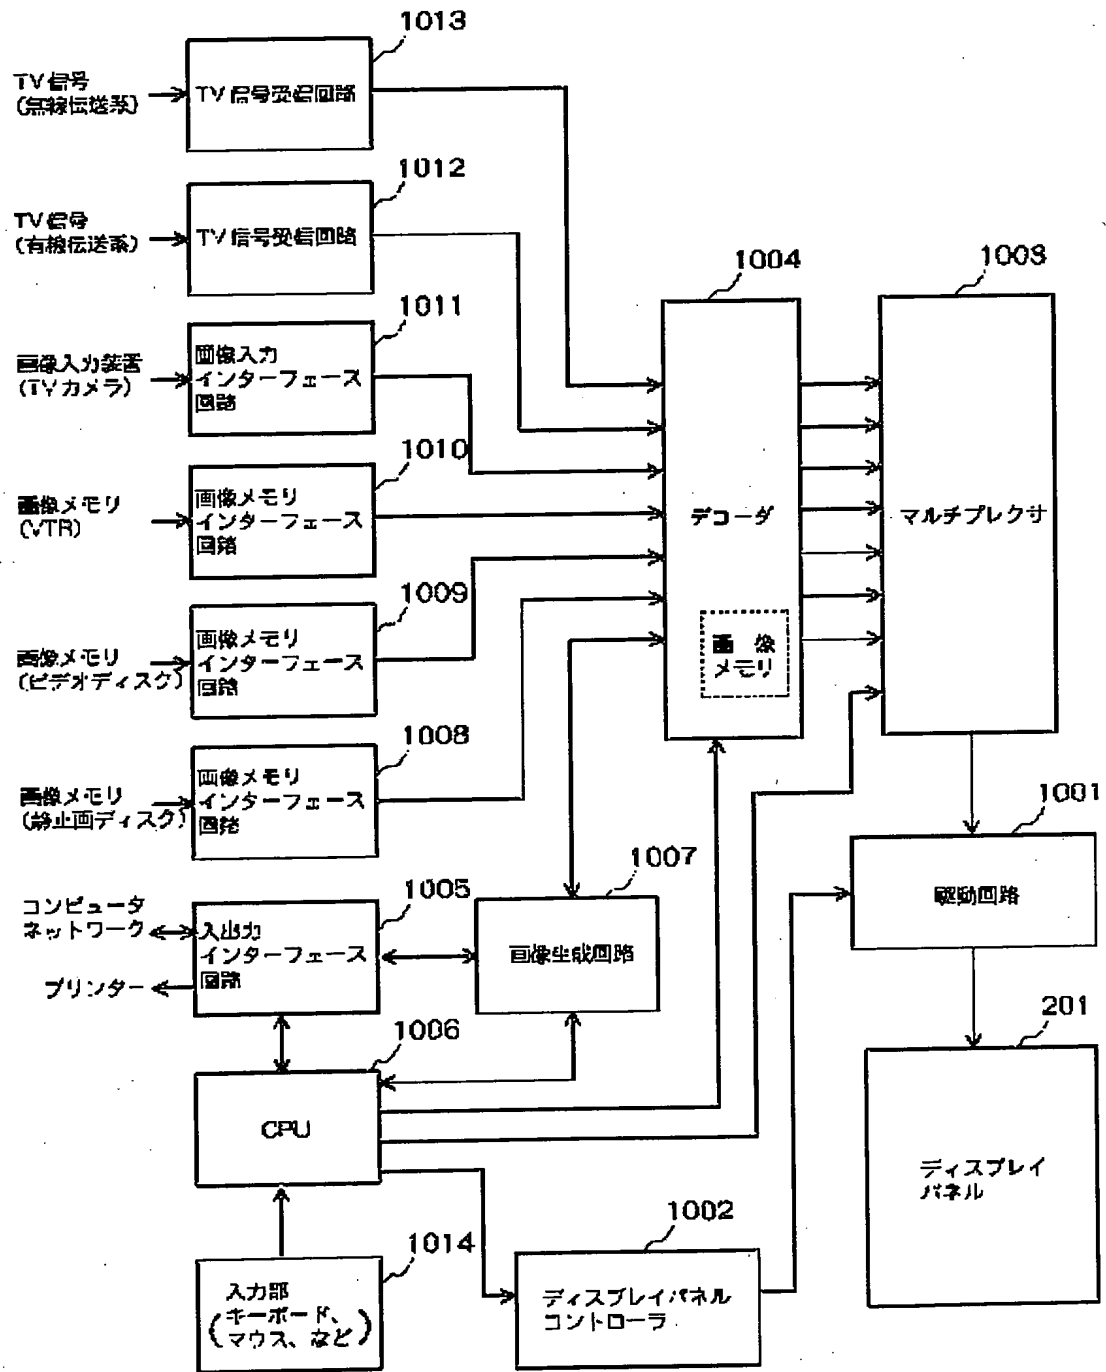 1013
TV信号
(無線伝送系)
TV信号受信回路
1012
TV信号
(有線伝送系)
TV信号受信回路
1004
1003
1011
画像入力装置
(TVカメラ)
画像入力
インターフェース
回路
1010
画像メモリ
(VTR)
画像メモリ
インターフェース
回路
デコーダ
マルチプレクサ
1009
画像メモリ
(ビデオディスク)
画像メモリ
インターフェース
回路
画像
メモリ
1008
画像メモリ
(静止画ディスク)
画像メモリ
インターフェース
回路
1001
駆動回路
1007
1005
コンピュータ
ネットワーク
プリンター
入出力
インターフェース
回路
画像生成回路
1006
201
CPU
ディスプレイ
パネル
1002
1014
入力部
(キーボード、
マウス、など)
ディスプレイパネル
コントローラ